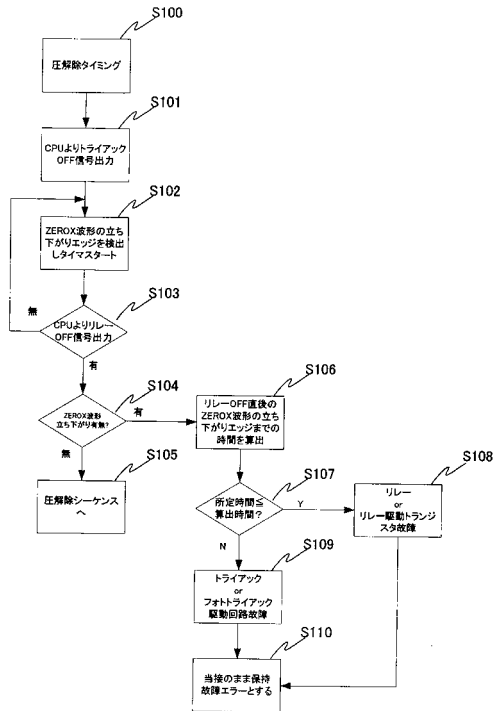 S100
圧解除タイミング
S101
CPUよりトライアック
OFF信号出力
S102
ZEROX波形の立ち
下がりエッジを検出
しタイマスタート
S103
無
CPUよりリレー
OFF信号出力
有
S104
ZEROX波形
立ち下がり有無?
有
無
S105
圧解除シーケンス
へ
S106
リレーOFF直後の
ZEROX波形の立ち
下がりエッジまでの
時間を算出
S107
所定時間≦
算出時間?
Y
N
S108
リレー
or
リレー駆動トランジ
スタ故障
S109
トライアック
or
フォトトライアック
駆動回路故障
S110
当接のまま保持
故障エラーとする